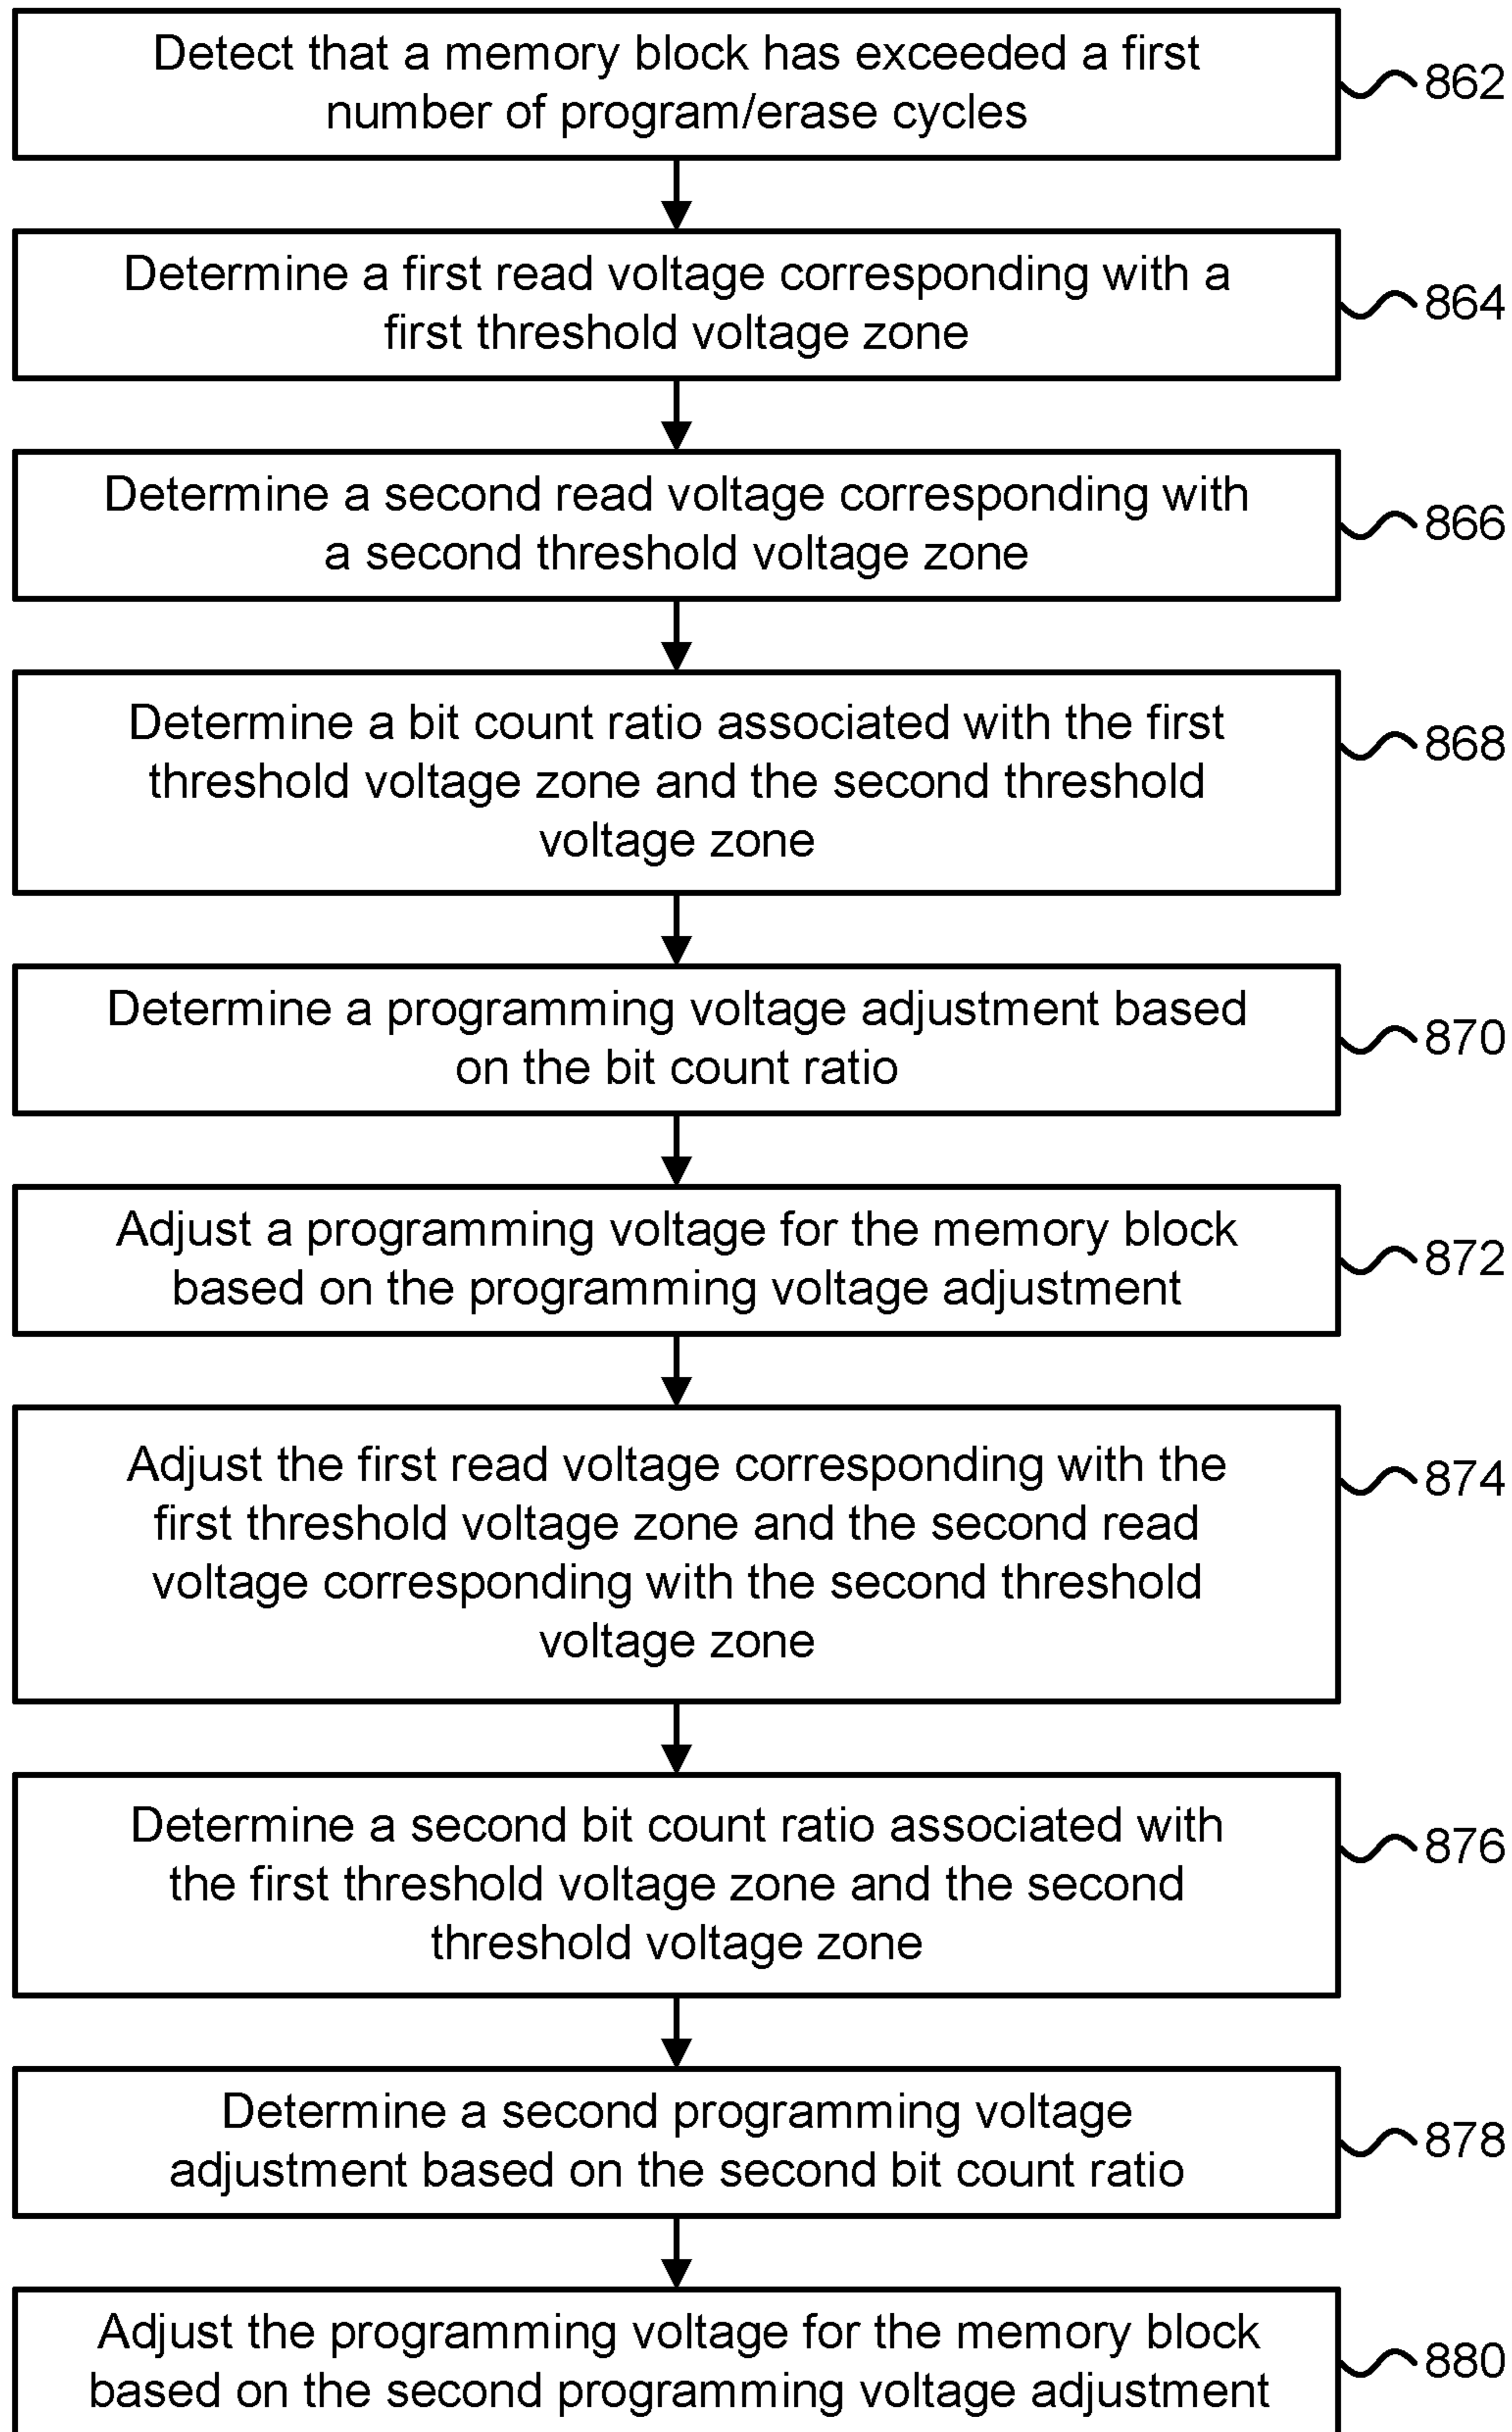 Detect that a memory block has exceeded a first
number of program/erase cycles
862
Determine a first read voltage corresponding with a
first threshold voltage zone
864
Determine a second read voltage corresponding with
a second threshold voltage zone
866
Determine a bit count ratio associated with the first
threshold voltage zone and the second threshold
voltage zone
868
Determine a programming voltage adjustment based
on the bit count ratio
870
Adjust a programming voltage for the memory block
based on the programming voltage adjustment
872
Adjust the first read voltage corresponding with the
first threshold voltage zone and the second read
voltage corresponding with the second threshold
voltage zone
874
Determine a second bit count ratio associated with
the first threshold voltage zone and the second
threshold voltage zone
876
Determine a second programming voltage
adjustment based on the second bit count ratio
878
Adjust the programming voltage for the memory block
based on the second programming voltage adjustment
880